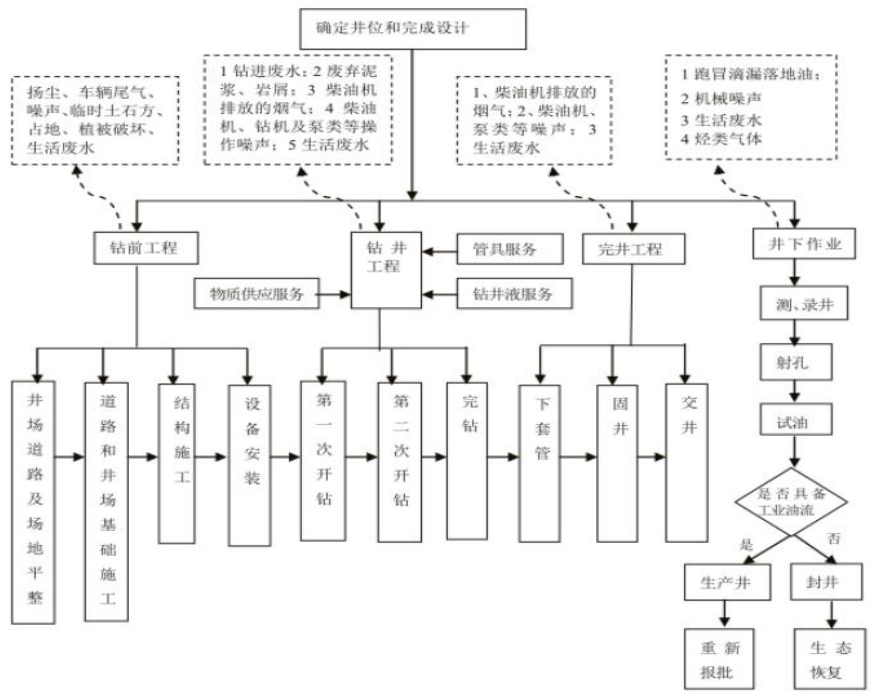 确定井位和完成设计
扬尘、车辆尾气、
噪声、临时土石方、
占地、植被破坏、
生活废水
1 钻进废水；2 废弃泥
浆、岩屑；3 柴油机
排放的烟气；4 柴油
机、钻机及泵类等操
作噪声；5 生活废水
1、柴油机排放的
烟气；2、柴油机、
泵类等噪声；3
生活废水
1 跑冒滴漏落地油；
2 机械噪声
3 生活废水
4 烃类气体
钻前工程
钻 井
工程
管具服务
物质供应服务
钻井液服务
完井工程
井下作业
测、录井
射孔
试油
是否具备
工业油流
是
否
生产井
封井
重新
报批
生态
恢复
井场道路及场地平整
道路和井场基础施工
结构施工
设备安装
第一次开钻
第二次开钻
完钻
下套管
固井
交井